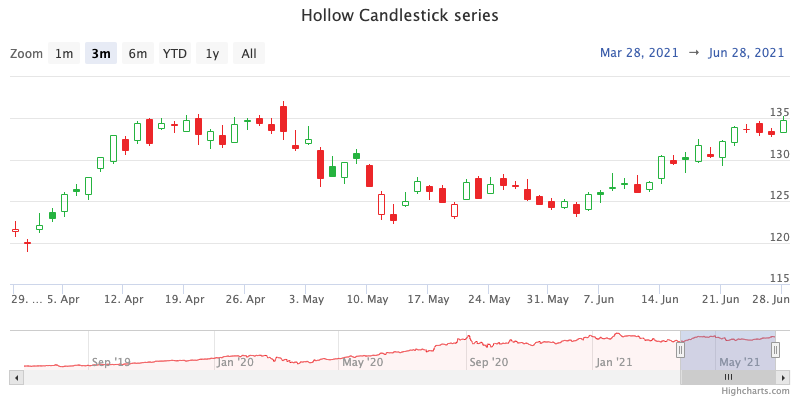 Hollow Candlestick series
Zoom 1m 3m 6m YTD 1y All Mar 28, 2021 → Jun 28, 2021
135
130
125
120
115
29. … 5. Apr 12. Apr 19. Apr 26. Apr 3. May 10. May 17. May 24. May 31. May 7. Jun 14. Jun 21. Jun 28. Jun
Sep '19 Jan '20 May '20 Sep '20 Jan '21 May '21
Highcharts.com